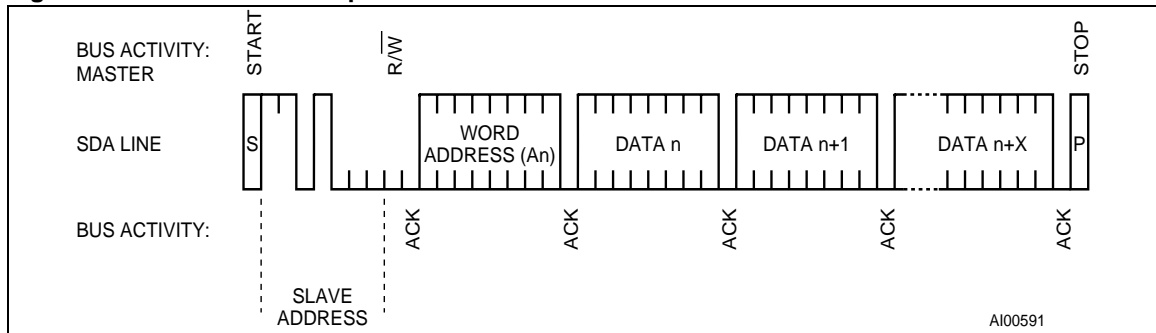 START
R/W
STOP
BUS ACTIVITY:
MASTER
SDA LINE
S
WORD
ADDRESS (An)
DATA n
DATA n+1
DATA n+X
P
BUS ACTIVITY:
ACK
ACK
ACK
ACK
ACK
SLAVE
ADDRESS
AI00591